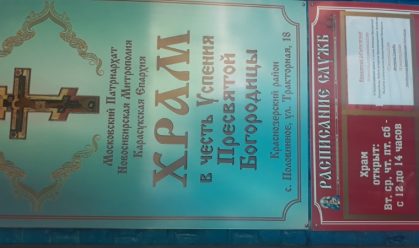 Московский Патриархат
Новосибирская Митрополия
Карасукская Епархия
ХРАМ
в честь Успения
Пресвятой
Богородицы
Краснозерский район
с. Половинное, ул. Тракторная, 18
РАСПИСАНИЕ СЛУЖБ
Храм
открыт:
Вт. ср. чт. пт. сб -
с 12 до 14 часов